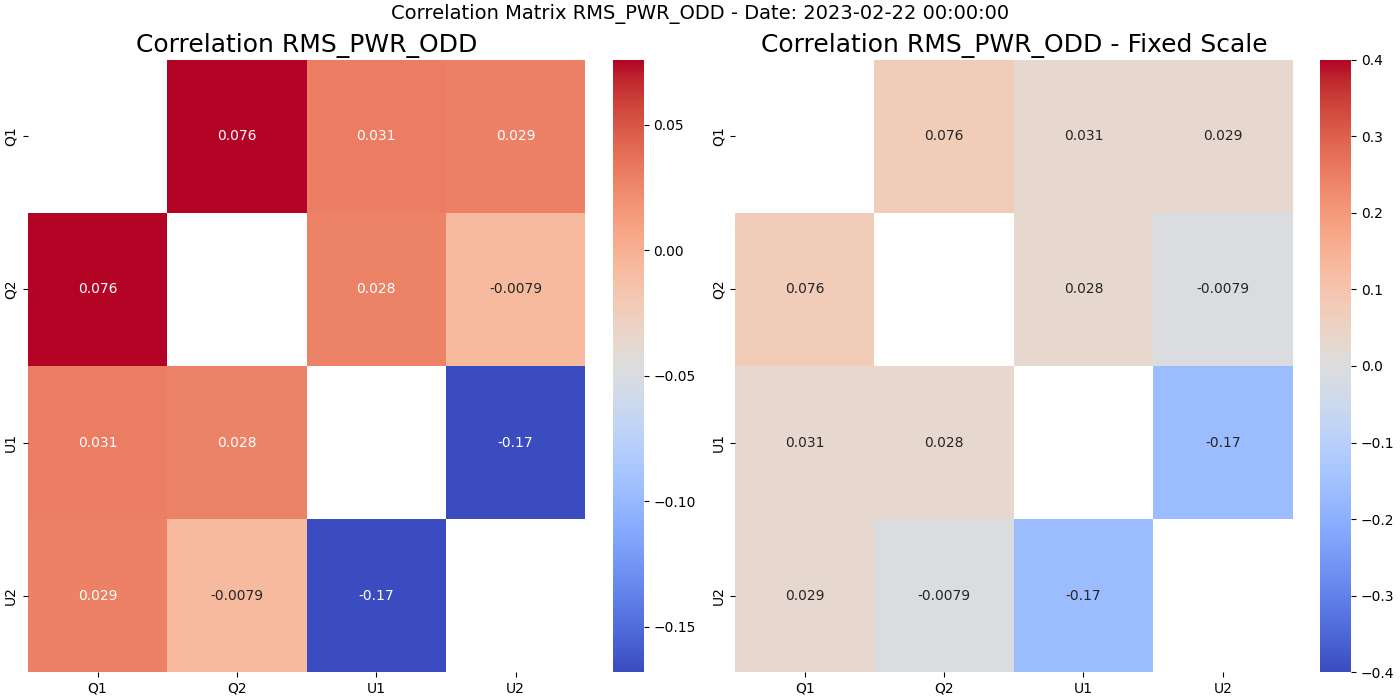 Correlation Matrix RMS_PWR_ODD - Date: 2023-02-22 00:00:00
Correlation RMS_PWR_ODD
Q1
0.076
0.031
0.029
Q2
0.076
0.028
-0.0079
U1
0.031
0.028
-0.17
U2
0.029
-0.0079
-0.17
Q1
Q2
U1
U2
0.05
0.00
−0.05
−0.10
−0.15
Correlation RMS_PWR_ODD - Fixed Scale
Q1
0.076
0.031
0.029
Q2
0.076
0.028
-0.0079
U1
0.031
0.028
-0.17
U2
0.029
-0.0079
-0.17
Q1
Q2
U1
U2
0.4
0.3
0.2
0.1
0.0
−0.1
−0.2
−0.3
−0.4